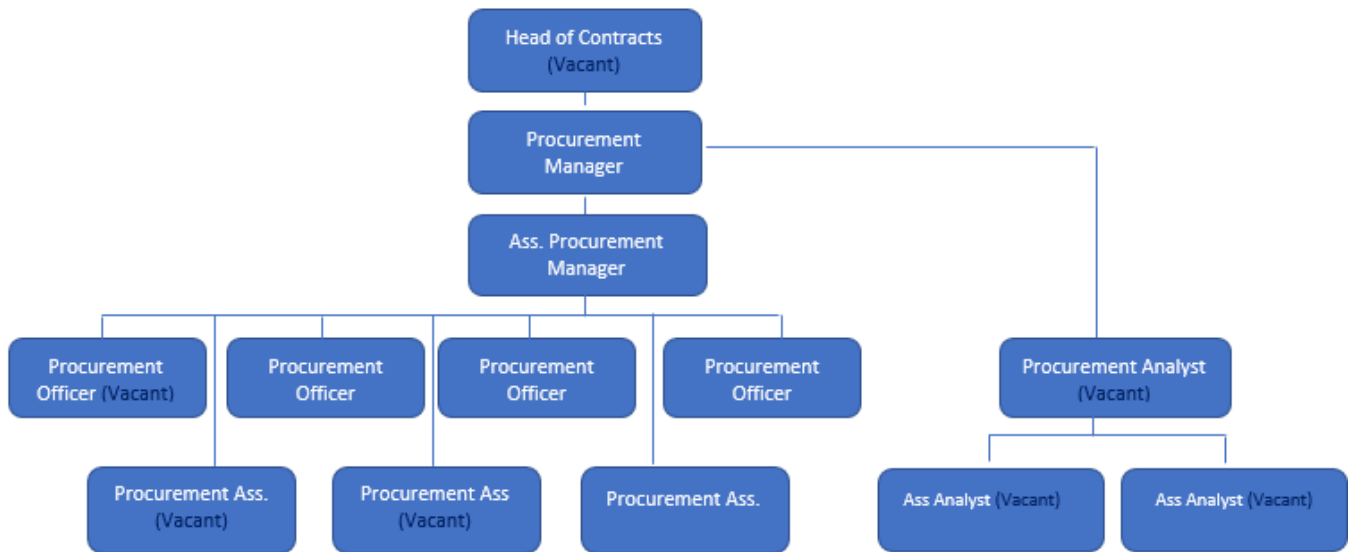 Head of Contracts
(Vacant)
Procurement
Manager
Ass. Procurement
Manager
Procurement
Officer (Vacant)
Procurement
Officer
Procurement
Officer
Procurement
Officer
Procurement Analyst
(Vacant)
Procurement Ass.
(Vacant)
Procurement Ass
(Vacant)
Procurement Ass.
Ass Analyst (Vacant)
Ass Analyst (Vacant)